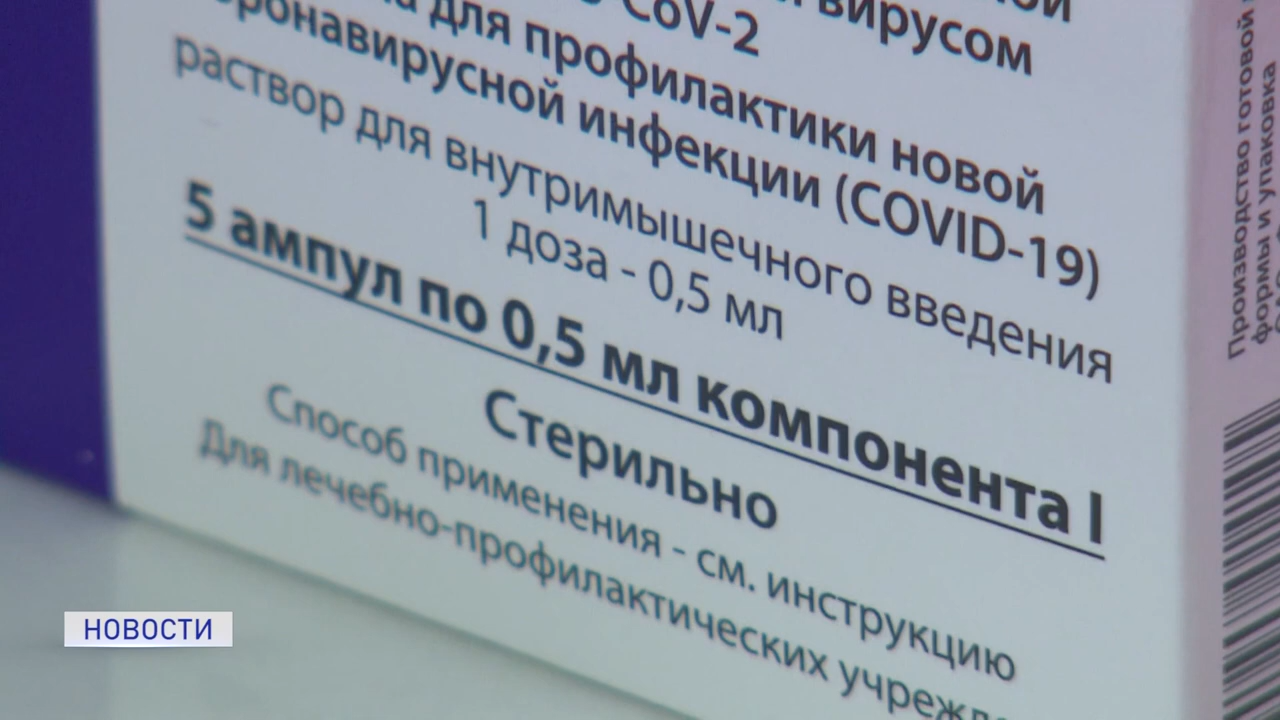 вирусом
CoV-2
для профилактики новой
инфекции (COVID-19)
раствор для внутримышечного введения
1 доза - 0,5 мл
5 ампул по 0,5 мл компонента I
Стерильно
Способ применения - см. инструкцию
Для лечебно-профилактических
Производство готовой
формы и упаковка
НОВОСТИ